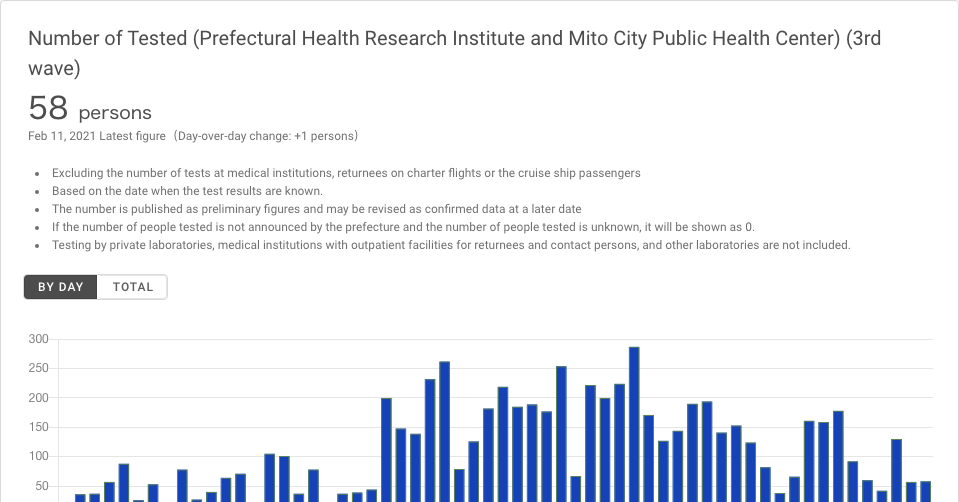 Number of Tested (Prefectural Health Research Institute and Mito City Public Health Center) (3rd
wave)
58 persons
Feb 11, 2021 Latest figure（Day-over-day change: +1 persons）
• Excluding the number of tests at medical institutions, returnees on charter flights or the cruise ship passengers
• Based on the date when the test results are known.
• The number is published as preliminary figures and may be revised as confirmed data at a later date
• If the number of people tested is not announced by the prefecture and the number of people tested is unknown, it will be shown as 0.
• Testing by private laboratories, medical institutions with outpatient facilities for returnees and contact persons, and other laboratories are not included.
BY DAY TOTAL
300
250
200
150
100
50